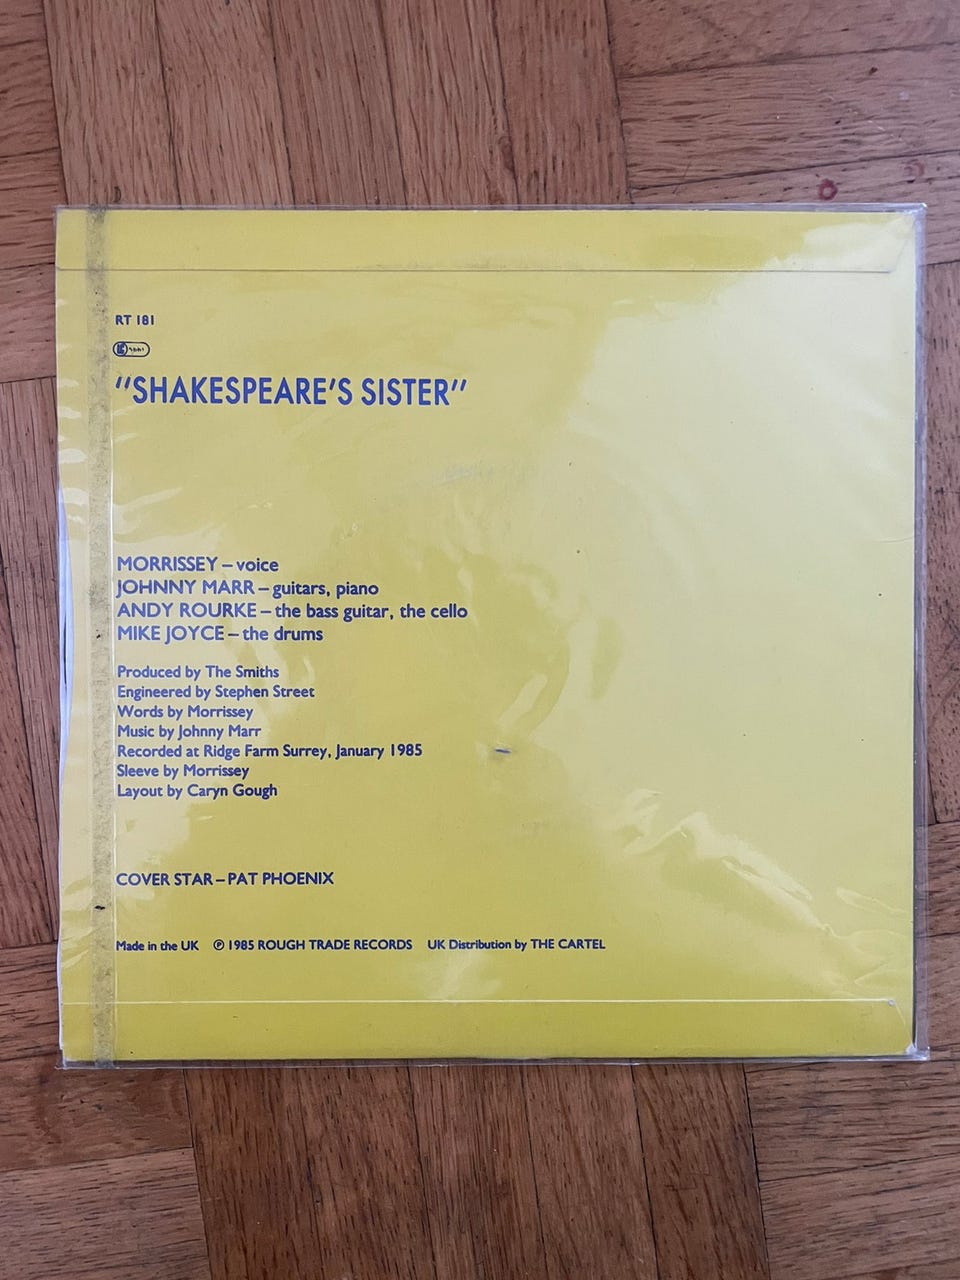 RT 181
"SHAKESPEARE'S SISTER"
MORRISSEY – voice
JOHNNY MARR – guitars, piano
ANDY ROURKE – the bass guitar, the cello
MIKE JOYCE – the drums
Produced by The Smiths
Engineered by Stephen Street
Words by Morrissey
Music by Johnny Marr
Recorded at Ridge Farm Surrey, January 1985
Sleeve by Morrissey
Layout by Caryn Gough
COVER STAR – PAT PHOENIX
Made in the UK ℗ 1985 ROUGH TRADE RECORDS UK Distribution by THE CARTEL